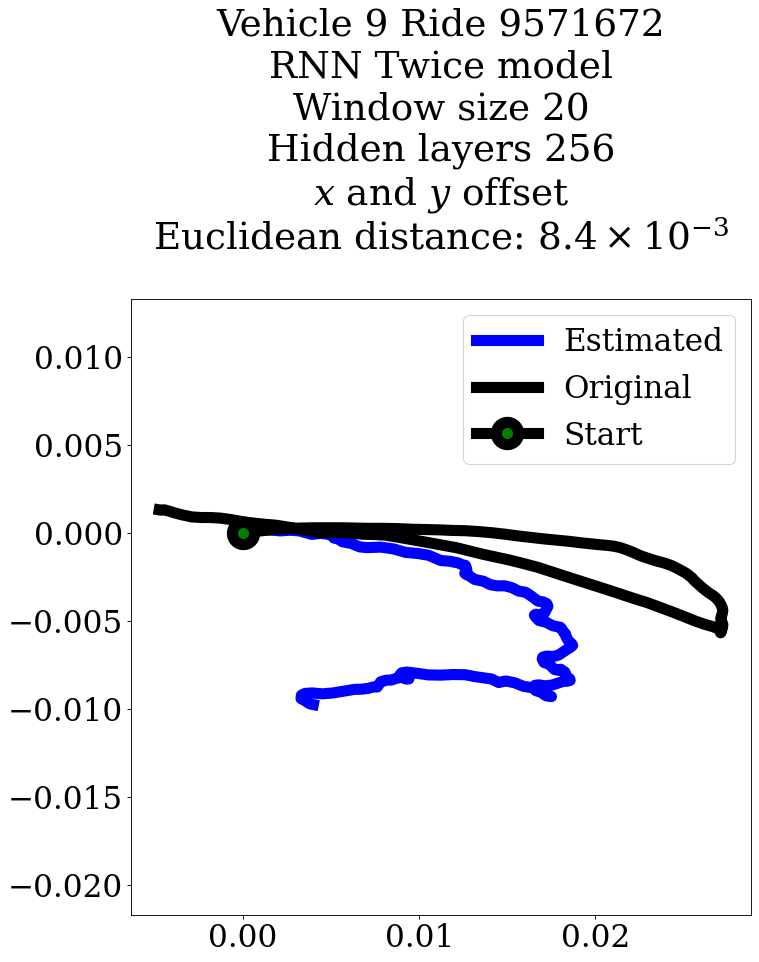 Vehicle 9 Ride 9571672
RNN Twice model
Window size 20
Hidden layers 256
x and y offset
Euclidean distance: 8.4 × 10⁻³
Estimated
Original
Start
0.010
0.005
0.000
−0.005
−0.010
−0.015
−0.020
0.00 0.01 0.02